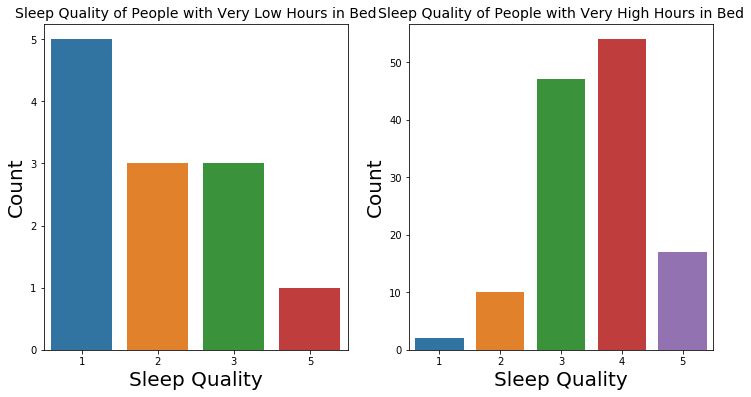 Sleep Quality of People with Very Low Hours in Bed
5
4
3
2
1
0
Count
1 2 3 5
Sleep Quality
Sleep Quality of People with Very High Hours in Bed
50
40
30
20
10
0
Count
1 2 3 4 5
Sleep Quality